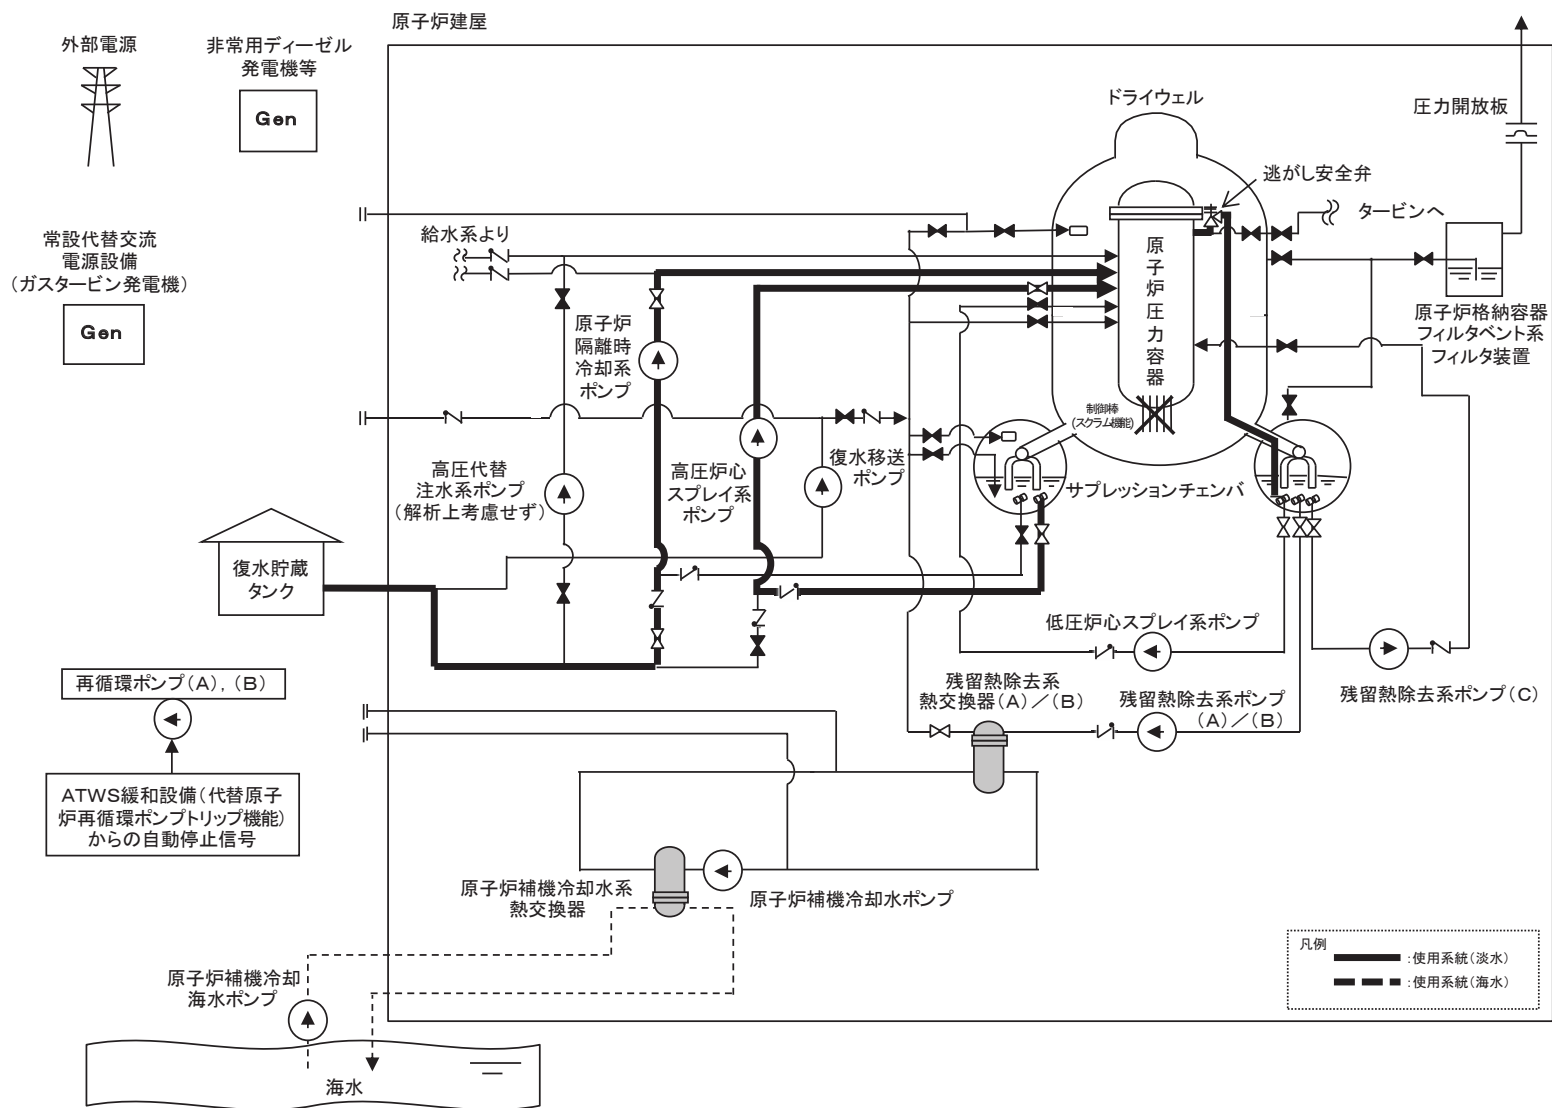 原子炉建屋
外部電源
非常用ディーゼル
発電機等
Gen
ドライウェル
圧力開放板
逃がし安全弁
タービンへ
常設代替交流
電源設備
(ガスタービン発電機)
Gen
給水系より
原子炉圧力容器
原子炉
隔離時
冷却系
ポンプ
原子炉格納容器
フィルタベント系
フィルタ装置
制御棒
(スクラム機能)
高圧代替
注水系ポンプ
(解析上考慮せず)
高圧炉心
スプレイ系
ポンプ
復水移送
ポンプ
サプレッションチェンバ
復水貯蔵
タンク
低圧炉心スプレイ系ポンプ
再循環ポンプ(A),(B)
残留熱除去系
熱交換器(A)/(B)
残留熱除去系ポンプ
(A)/(B)
残留熱除去系ポンプ(C)
ATWS緩和設備(代替原子
炉再循環ポンプトリップ機能)
からの自動停止信号
原子炉補機冷却水系
熱交換器
原子炉補機冷却水ポンプ
原子炉補機冷却
海水ポンプ
海水
凡例
:使用系統(淡水)
:使用系統(海水)